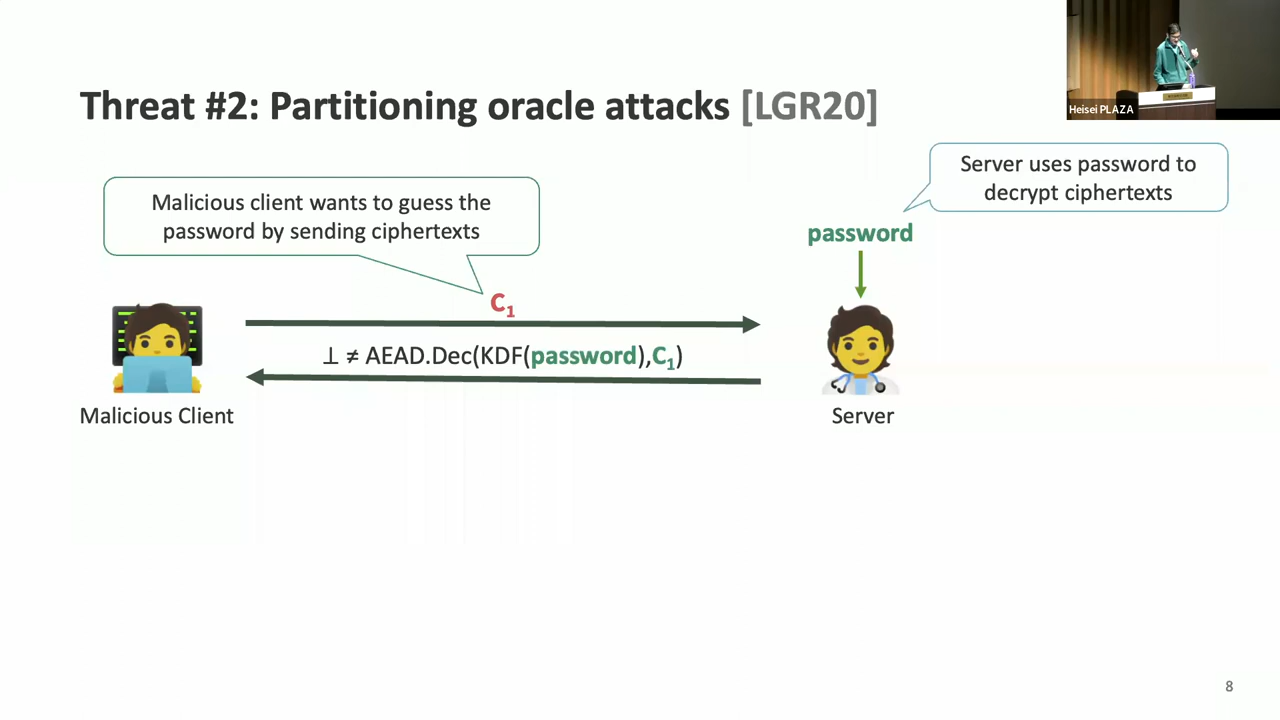 Threat #2: Partitioning oracle attacks [LGR20]
Heisei PLAZA
Server uses password to
decrypt ciphertexts
Malicious client wants to guess the
password by sending ciphertexts
password
C₁
⊥ ≠ AEAD.Dec(KDF(password),C₁)
Malicious Client
Server
8